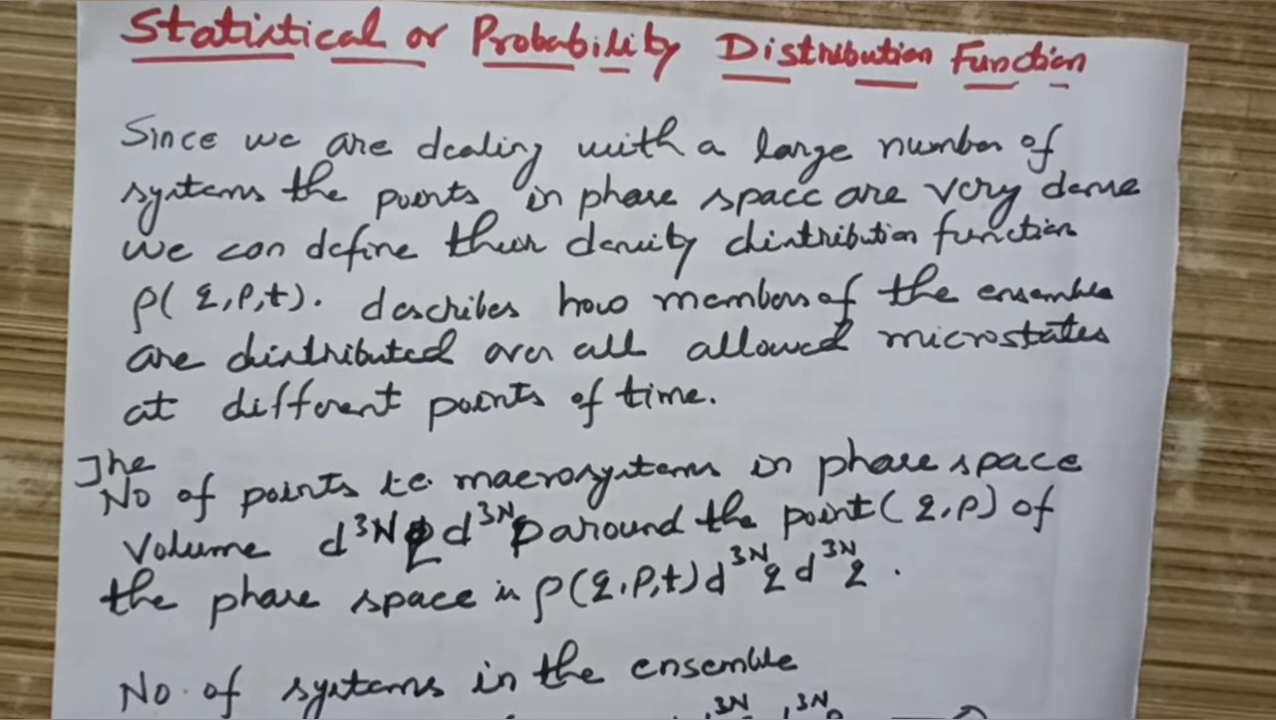 Statistical or Probability Distribution Function
Since we are dealing with a large number of
systems the points in phase space are very dense
we can define their density distribution function
ρ(q,p,t). describes how members of the ensemble
are distributed over all allowed microstates
at different points of time.
The
No of points i.e. macrosystems in phase space
Volume d³ᴺq d³ᴺp around the point (q,p) of
the phase space is ρ(q,p,t) d³ᴺq d³ᴺq.
No. of systems in the ensemble
3N 3N